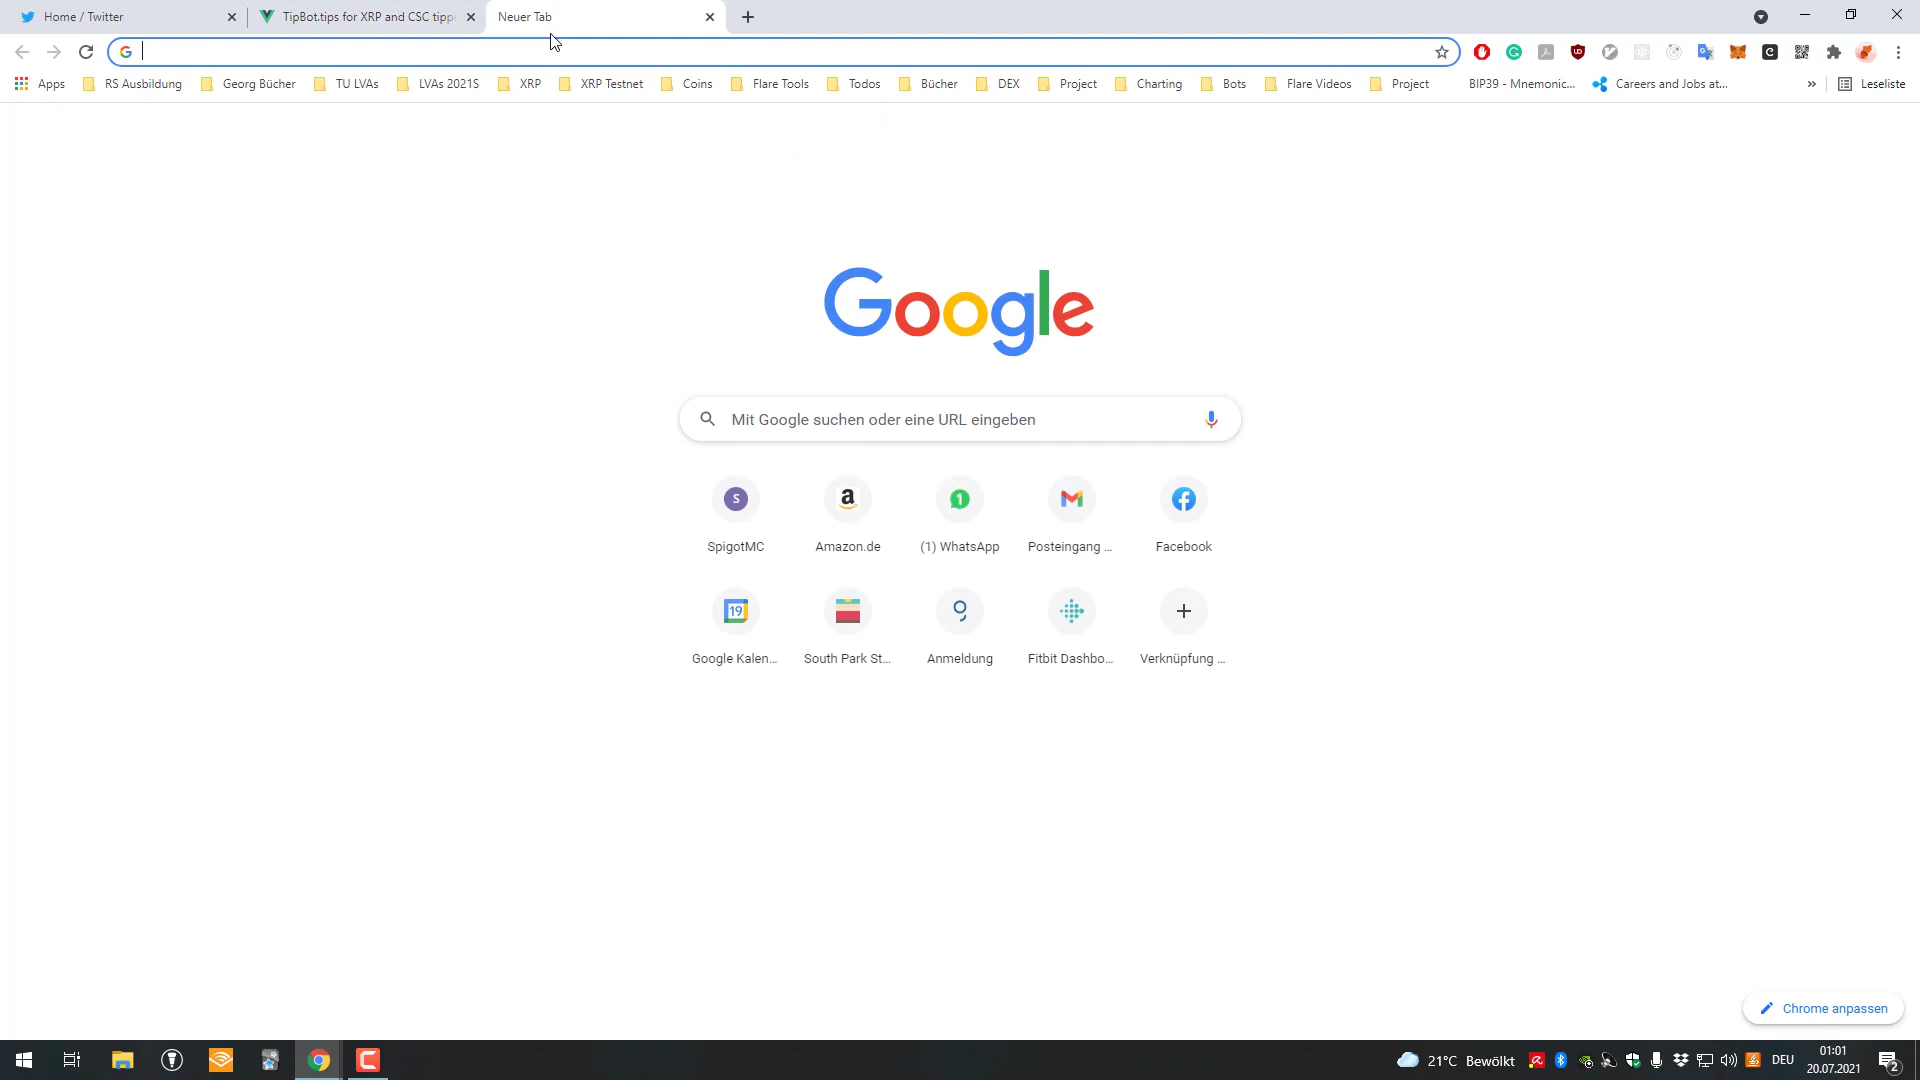 Home / Twitter
TipBot.tips for XRP and CSC tipp
Neuer Tab
Apps
RS Ausbildung
Georg Bücher
TU LVAs
LVAs 2021S
XRP
XRP Testnet
Coins
Flare Tools
Todos
Bücher
DEX
Project
Charting
Bots
Flare Videos
Project
BIP39 - Mnemonic...
Careers and Jobs at...
»
Leseliste
Google
Mit Google suchen oder eine URL eingeben
S
SpigotMC
a
Amazon.de
1
(1) WhatsApp
Posteingang ...
Facebook
19
Google Kalen...
South Park St...
Anmeldung
Fitbit Dashbo...
Verknüpfung ...
Chrome anpassen
21°C Bewölkt
DEU
01:01
20.07.2021
2